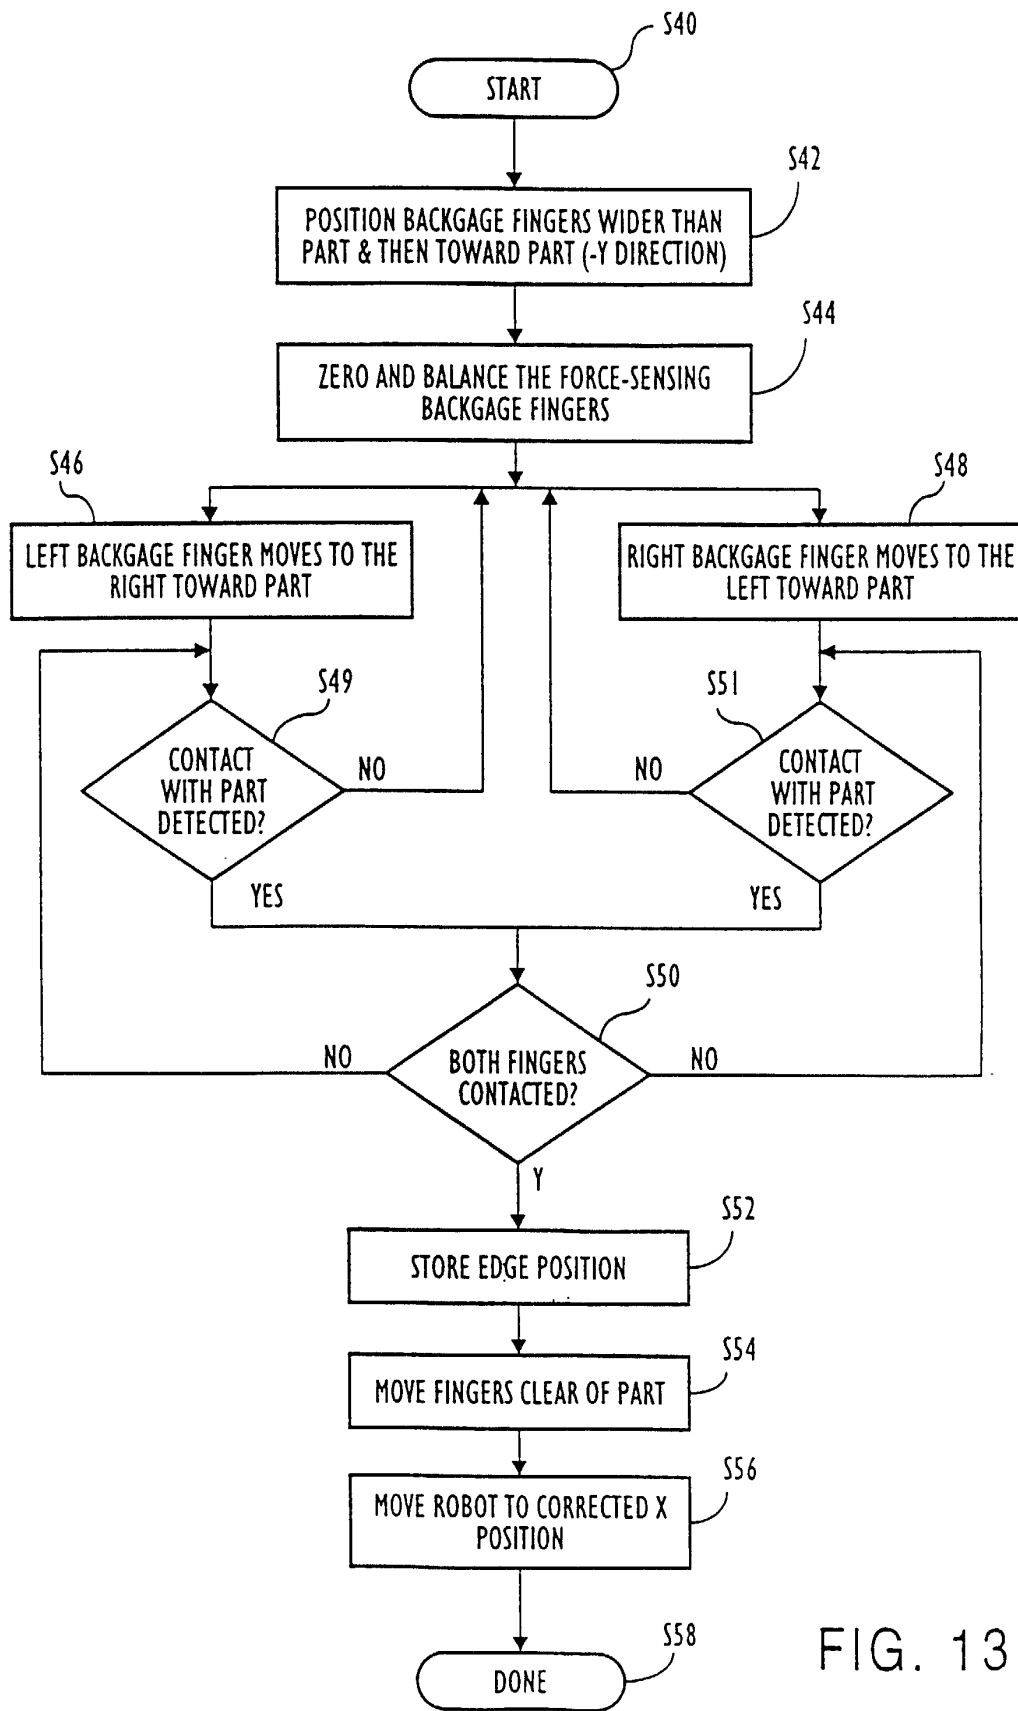 S40
START
S42
POSITION BACKGAGE FINGERS WIDER THAN
PART & THEN TOWARD PART (-Y DIRECTION)
S44
ZERO AND BALANCE THE FORCE-SENSING
BACKGAGE FINGERS
S46
S48
LEFT BACKGAGE FINGER MOVES TO THE
RIGHT TOWARD PART
RIGHT BACKGAGE FINGER MOVES TO THE
LEFT TOWARD PART
S49
CONTACT
WITH PART
DETECTED?
NO
YES
S51
NO
CONTACT
WITH PART
DETECTED?
YES
S50
NO
BOTH FINGERS
CONTACTED?
NO
Y
S52
STORE EDGE POSITION
S54
MOVE FINGERS CLEAR OF PART
S56
MOVE ROBOT TO CORRECTED X
POSITION
S58
DONE
FIG. 13